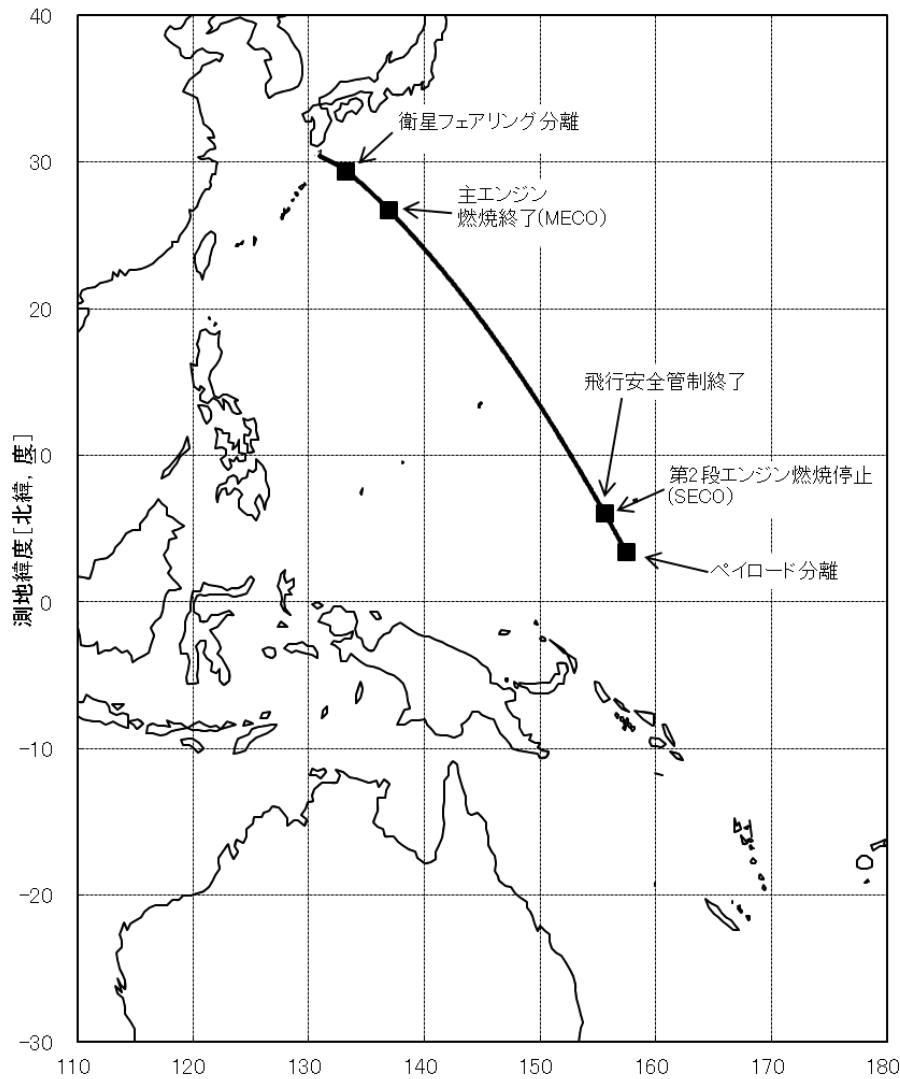 40
衛星フェアリング分離
30
主エンジン
燃焼終了(MECO)
20
飛行安全管制終了
10
第2段エンジン燃焼停止
(SECO)
ペイロード分離
測地緯度[北緯, 度]
0
-10
-20
-30
110 120 130 140 150 160 170 180